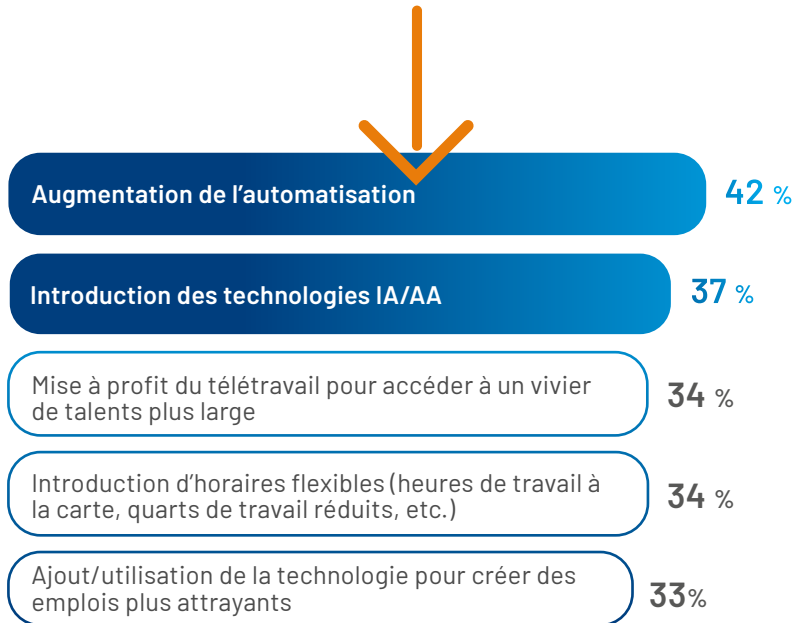 Augmentation de l’automatisation
42 %
Introduction des technologies IA/AA
37 %
Mise à profit du télétravail pour accéder à un vivier
de talents plus large
34 %
Introduction d’horaires flexibles (heures de travail à
la carte, quarts de travail réduits, etc.)
34 %
Ajout/utilisation de la technologie pour créer des
emplois plus attrayants
33%